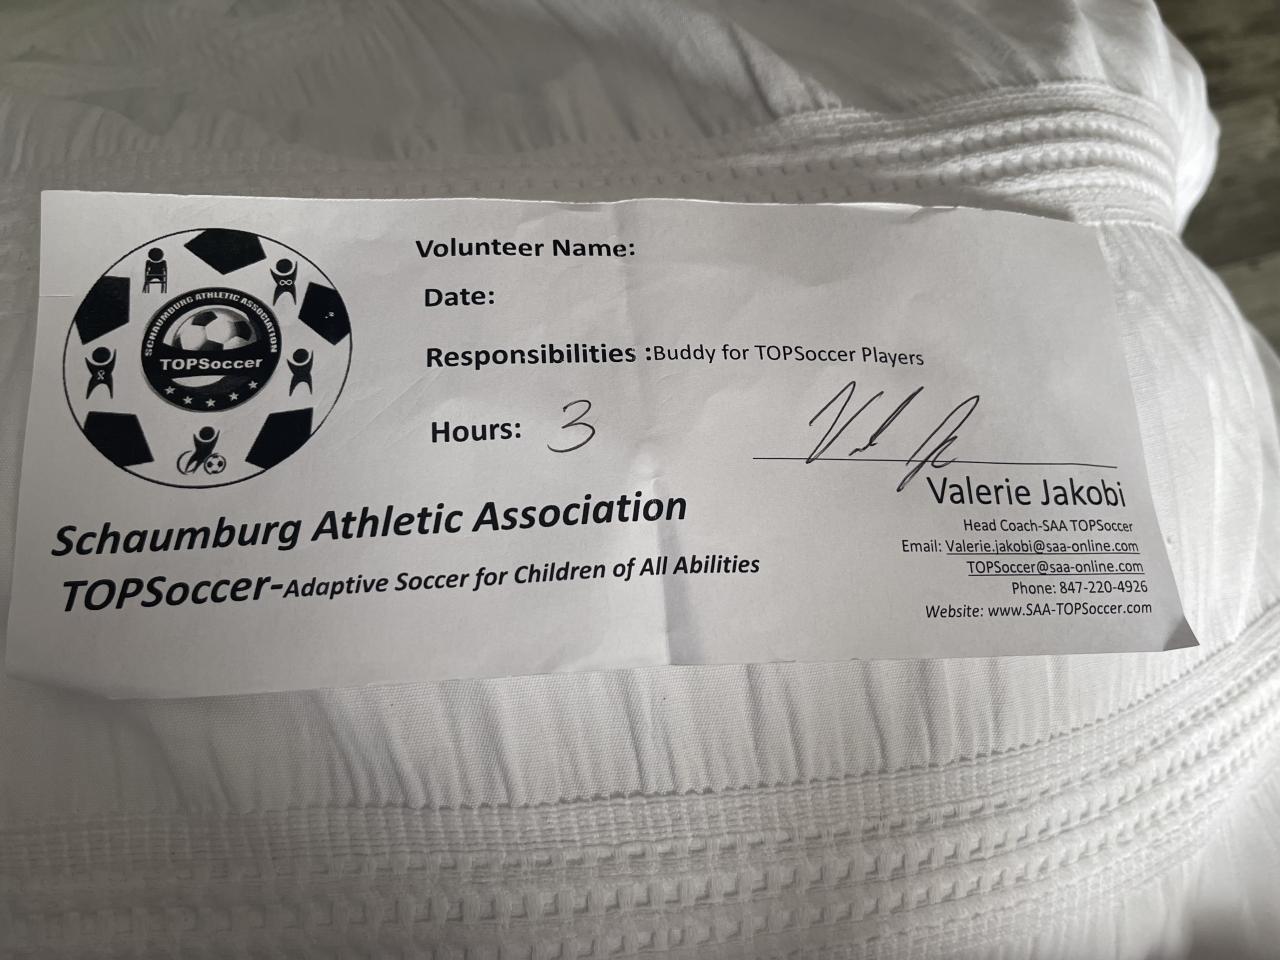 SCHAUMBURG ATHLETIC ASSOCIATION
TOPSoccer
Volunteer Name:
Date:
Responsibilities :Buddy for TOPSoccer Players
Hours: 3
Schaumburg Athletic Association
TOPSoccer-Adaptive Soccer for Children of All Abilities
Valerie Jakobi
Head Coach-SAA TOPSoccer
Email: Valerie.jakobi@saa-online.com
TOPSoccer@saa-online.com
Phone: 847-220-4926
Website: www.SAA-TOPSoccer.com